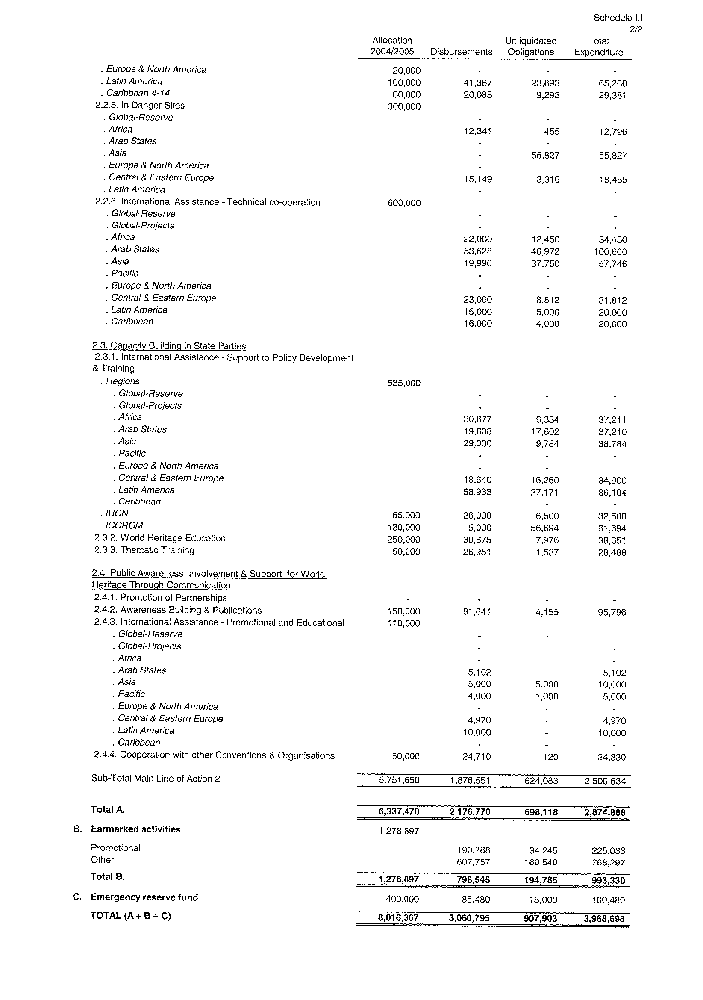 Schedule I.I
2/2
Allocation Unliquidated Total
2004/2005 Disbursements Obligations Expenditure
. Europe & North America 20,000 - - -
. Latin America 100,000 41,367 23,893 65,260
. Caribbean 4-14 60,000 20,088 9,293 29,381
2.2.5. In Danger Sites 300,000
. Global-Reserve - - -
. Africa 12,341 455 12,796
. Arab States - - -
. Asia - 55,827 55,827
. Europe & North America - - -
. Central & Eastern Europe 15,149 3,316 18,465
. Latin America - - -
2.2.6. International Assistance - Technical co-operation 600,000
. Global-Reserve - - -
. Global-Projects - - -
. Africa 22,000 12,450 34,450
. Arab States 53,628 46,972 100,600
. Asia 19,996 37,750 57,746
. Pacific - - -
. Europe & North America - - -
. Central & Eastern Europe 23,000 8,812 31,812
. Latin America 15,000 5,000 20,000
. Caribbean 16,000 4,000 20,000
2.3. Capacity Building in State Parties
2.3.1. International Assistance - Support to Policy Development
& Training
. Regions 535,000
. Global-Reserve - - -
. Global-Projects - - -
. Africa 30,877 6,334 37,211
. Arab States 19,608 17,602 37,210
. Asia 29,000 9,784 38,784
. Pacific - - -
. Europe & North America - - -
. Central & Eastern Europe 18,640 16,260 34,900
. Latin America 58,933 27,171 86,104
. Caribbean - - -
. IUCN 65,000 26,000 6,500 32,500
. ICCROM 130,000 5,000 56,694 61,694
2.3.2. World Heritage Education 250,000 30,675 7,976 38,651
2.3.3. Thematic Training 50,000 26,951 1,537 28,488
2.4. Public Awareness, Involvement & Support for World
Heritage Through Communication
2.4.1. Promotion of Partnerships - - - -
2.4.2. Awareness Building & Publications 150,000 91,641 4,155 95,796
2.4.3. International Assistance - Promotional and Educational 110,000
. Global-Reserve - - -
. Global-Projects - - -
. Africa - - -
. Arab States 5,102 - 5,102
. Asia 5,000 5,000 10,000
. Pacific 4,000 1,000 5,000
. Europe & North America - - -
. Central & Eastern Europe 4,970 - 4,970
. Latin America 10,000 - 10,000
. Caribbean - - -
2.4.4. Cooperation with other Conventions & Organisations 50,000 24,710 120 24,830
Sub-Total Main Line of Action 2 5,751,650 1,876,551 624,083 2,500,634
Total A. 6,337,470 2,176,770 698,118 2,874,888
B. Earmarked activities 1,278,897
Promotional 190,788 34,245 225,033
Other 607,757 160,540 768,297
Total B. 1,278,897 798,545 194,785 993,330
C. Emergency reserve fund 400,000 85,480 15,000 100,480
TOTAL (A + B + C) 8,016,367 3,060,795 907,903 3,968,698